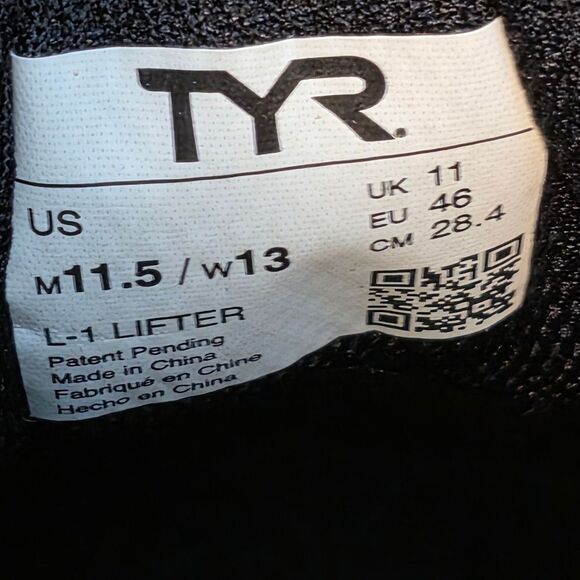 TYR
US
M11.5 / W13
L-1 LIFTER
Patent Pending
Made in China
Fabriqué en Chine
Hecho en China
UK 11
EU 46
CM 28.4